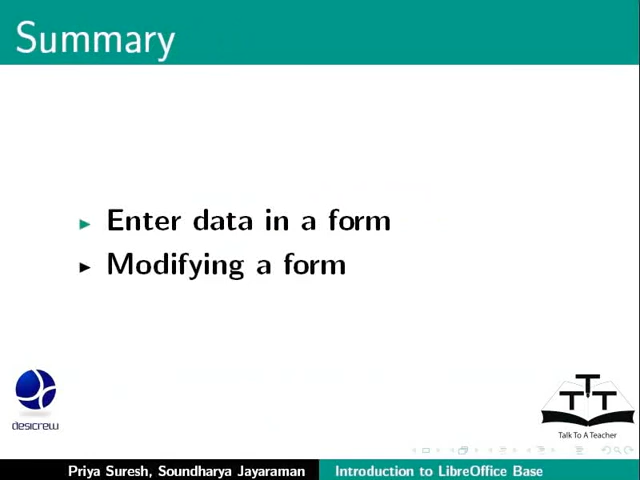 Summary
Enter data in a form
Modifying a form
desicrew
TTT
Talk To A Teacher
Priya Suresh, Soundharya Jayaraman
Introduction to LibreOffice Base